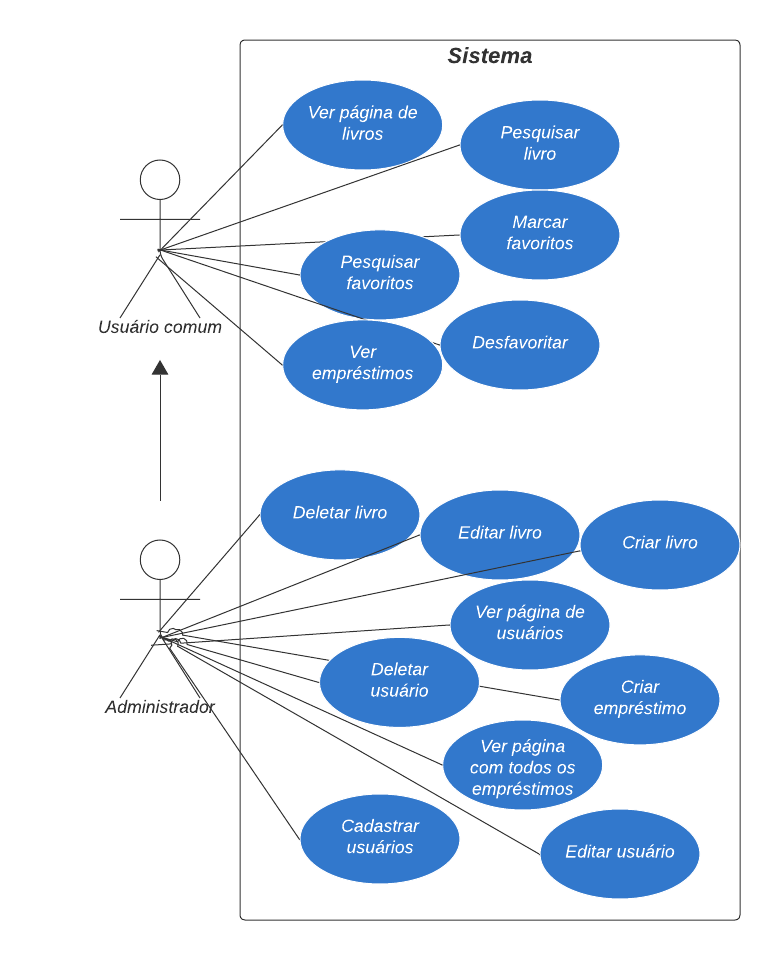 Sistema
Ver página de
livros
Pesquisar
livro
Marcar
favoritos
Pesquisar
favoritos
Usuário comum
Ver
empréstimos
Desfavoritar
Deletar livro
Editar livro
Criar livro
Ver página de
usuários
Deletar
usuário
Criar
empréstimo
Administrador
Ver página
com todos os
empréstimos
Cadastrar
usuários
Editar usuário